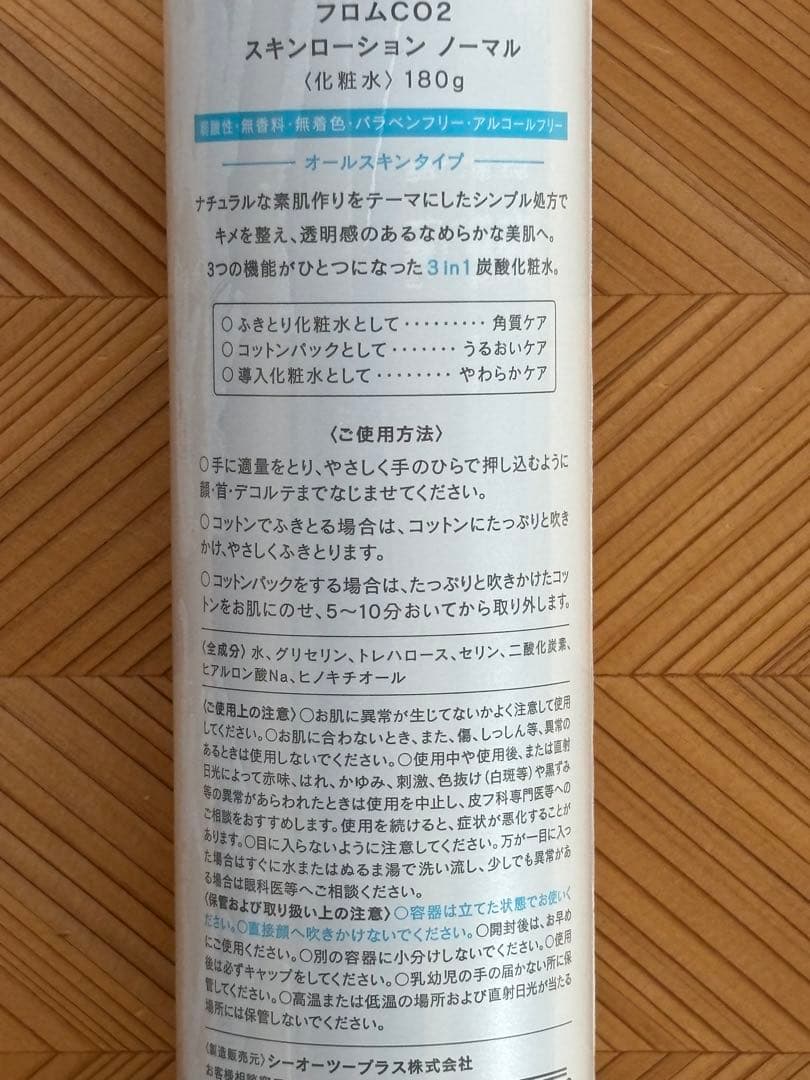 フロムCO2
スキンローション ノーマル
〈化粧水〉180g
弱酸性・無香料・無着色・パラベンフリー・アルコールフリー
オールスキンタイプ
ナチュラルな素肌作りをテーマにしたシンプル処方で
キメを整え、透明感のあるなめらかな美肌へ。
3つの機能がひとつになった3in1炭酸化粧水。
○ふきとり化粧水として・・・・・・・・・角質ケア
○コットンパックとして・・・・・・・うるおいケア
○導入化粧水として・・・・・・・・やわらかケア
〈ご使用方法〉
○手に適量をとり、やさしく手のひらで押し込むように
顔・首・デコルテまでなじませてください。
○コットンでふきとる場合は、コットンにたっぷりと吹き
かけ、やさしくふきとります。
○コットンパックをする場合は、たっぷりと吹きかけたコッ
トンをお肌にのせ、5〜10分おいてから取り外します。
〈全成分〉水、グリセリン、トレハロース、セリン、二酸化炭素、
ヒアルロン酸Na、ヒノキチオール
〈ご使用上の注意〉○お肌に異常が生じてないかよく注意して使用
してください。○お肌に合わないとき、また、傷、しっしん等、異常の
あるときは使用しないでください。○使用中や使用後、または直射
日光によって赤味、はれ、かゆみ、刺激、色抜け(白斑等)や黒ずみ
等の異常があらわれたときは使用を中止し、皮フ科専門医等への
ご相談をおすすめします。使用を続けると、症状が悪化することが
あります。○目に入らないように注意してください。万が一目に入っ
た場合はすぐに水またはぬるま湯で洗い流し、少しでも異常があ
る場合は眼科医等へご相談ください。
〈保管および取り扱い上の注意〉○容器は立てた状態でお使いく
ださい。○直接顔へ吹きかけないでください。○開封後は、お早め
にご使用ください。○別の容器に小分けしないでください。○使用
後は必ずキャップをしてください。○乳幼児の手の届かない所に保
管してください。○高温または低温の場所および直射日光が当たる
場所には保管しないでください。
〈製造販売元〉シーオーツープラス株式会社
お客様相談